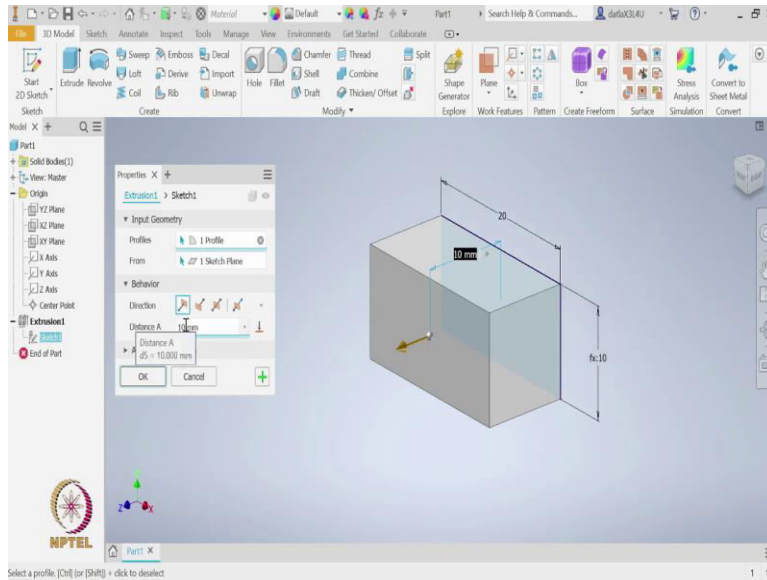 Material Default fx Part1 Search Help & Commands... datlaX3L4U
File 3D Model Sketch Annotate Inspect Tools Manage View Environments Get Started Collaborate
Start
2D Sketch
Extrude Revolve
Sweep Emboss Decal
Loft Derive Import
Coil Rib Unwrap
Hole Fillet
Chamfer Thread Split
Shell Combine
Draft Thicken/ Offset
Shape
Generator
Plane
Box
Stress
Analysis
Convert to
Sheet Metal
Sketch Create Modify Explore Work Features Pattern Create Freeform Surface Simulation Convert
Model X +
Part1
Solid Bodies(1)
View: Master
Origin
YZ Plane
XZ Plane
XY Plane
X Axis
Y Axis
Z Axis
Center Point
Extrusion1
Sketch1
End of Part
Properties X +
Extrusion1 > Sketch1
Input Geometry
Profiles 1 Profile
From 1 Sketch Plane
Behavior
Direction
Distance A 10 mm
Distance A
d5 = 10.000 mm
OK Cancel
20
10 mm
fx:10
Z X
NPTEL
Part1 X
Select a profile. [Ctrl] (or [Shift]) + click to deselect
1